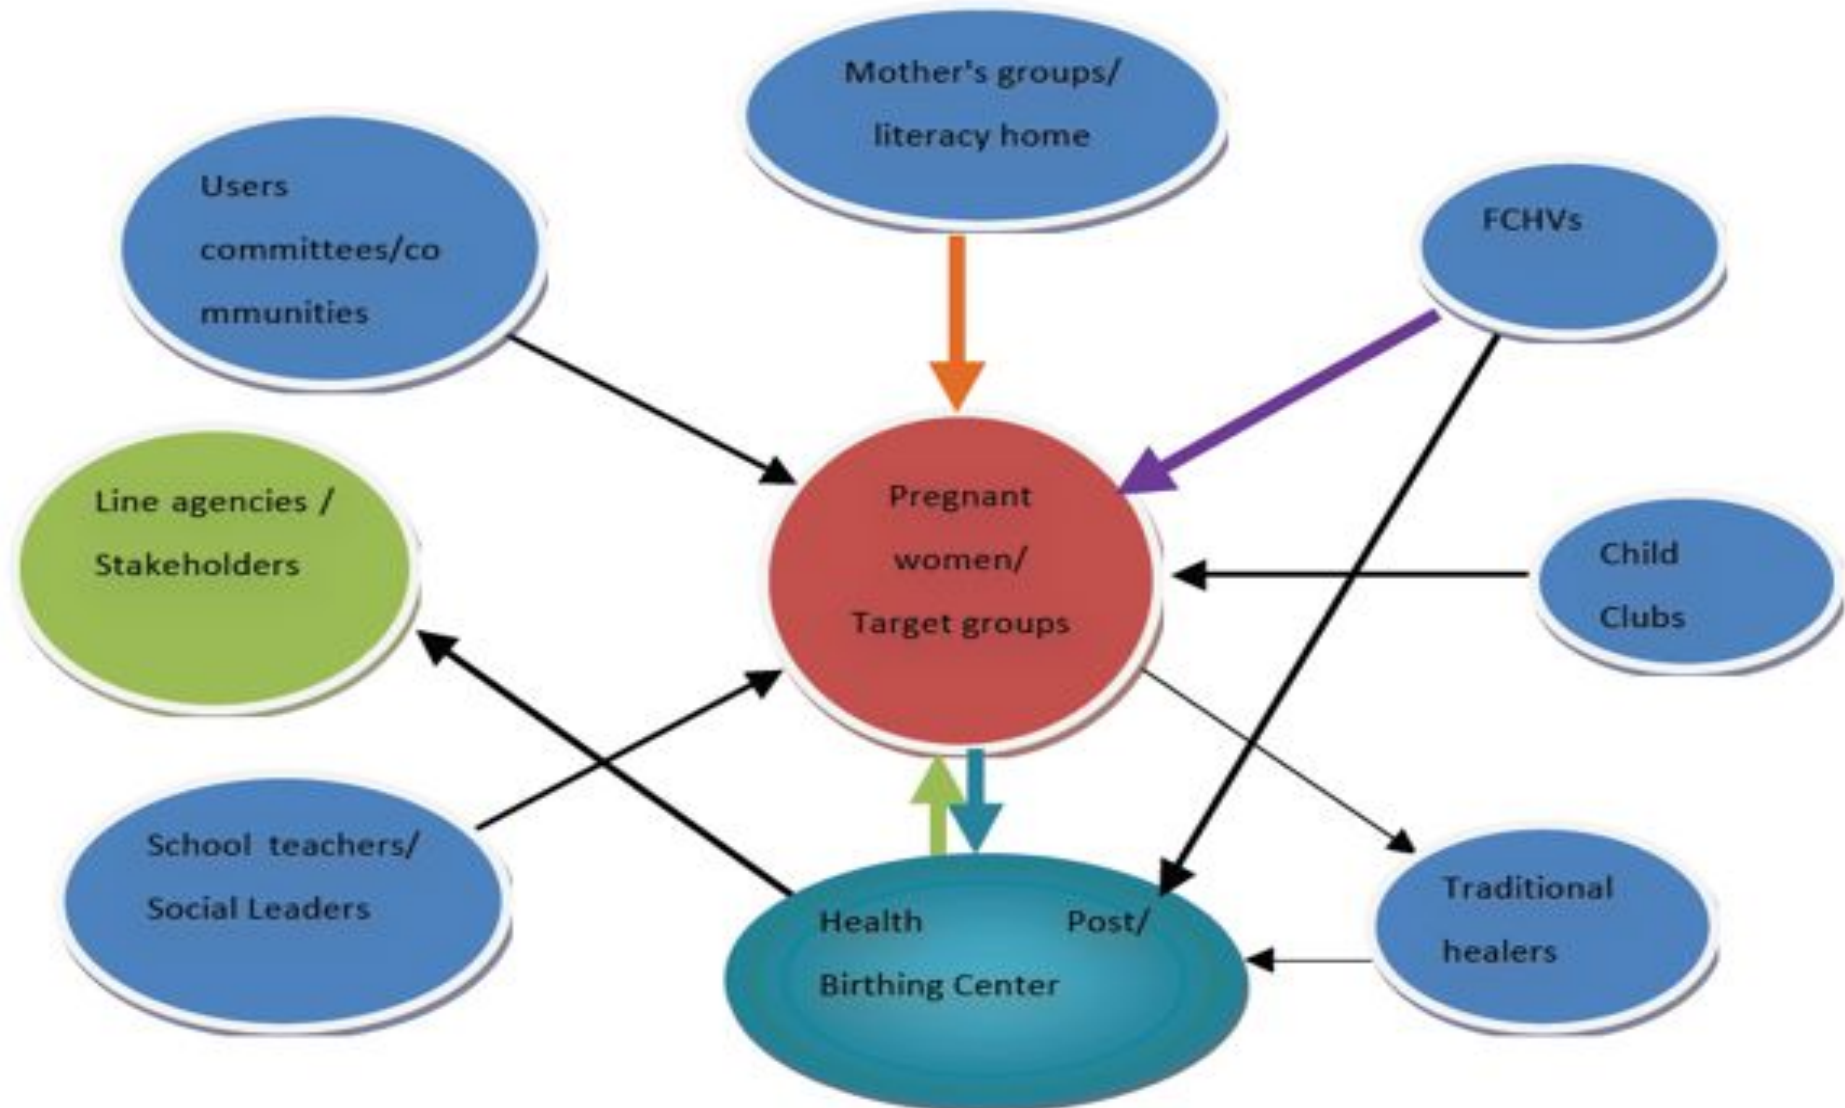 Mother's groups/
literacy home
Users
committees/co
mmunities
FCHVs
Line agencies /
Stakeholders
Pregnant
women/
Target groups
Child
Clubs
School teachers/
Social Leaders
Health Post/
Birthing Center
Traditional
healers